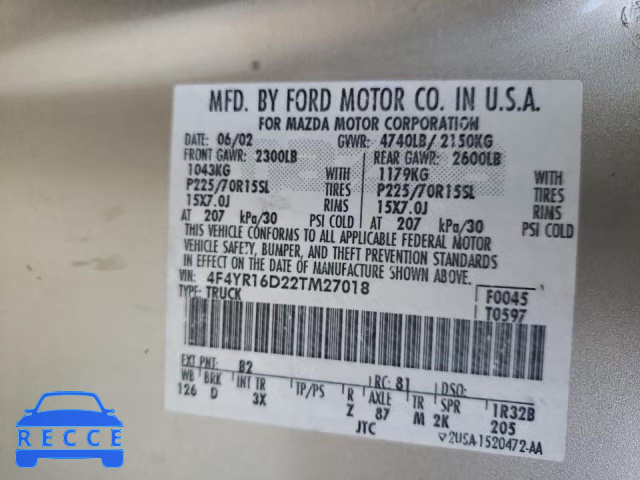 MFD. BY FORD MOTOR CO. IN U.S.A.
FOR MAZDA MOTOR CORPORATION
DATE: 06/02 GVWR: 4740LB/ 2150KG
FRONT GAWR: 2300LB REAR GAWR: 2600LB
1043KG WITH 1179KG WITH
P225/70R15SL TIRES P225/70R15SL TIRES
15X7.0J RIMS 15X7.0J RIMS
AT 207 kPa/30 PSI COLD AT 207 kPa/30 PSI COLD
THIS VEHICLE CONFORMS TO ALL APPLICABLE FEDERAL MOTOR
VEHICLE SAFETY, BUMPER, AND THEFT PREVENTION STANDARDS
IN EFFECT ON THE DATE OF MANUFACTURE SHOWN ABOVE.
VIN: 4F4YR16D22TM27018 F0045
TYPE: TRUCK T0597
EXT PNT: B2 RC: 81 DSO:
WB BRK INT TR TP/PS R AXLE TR SPR 1R32B
126 D 3X Z 87 M 2K 205
JTC 2USA-1520472-AA
RECCE